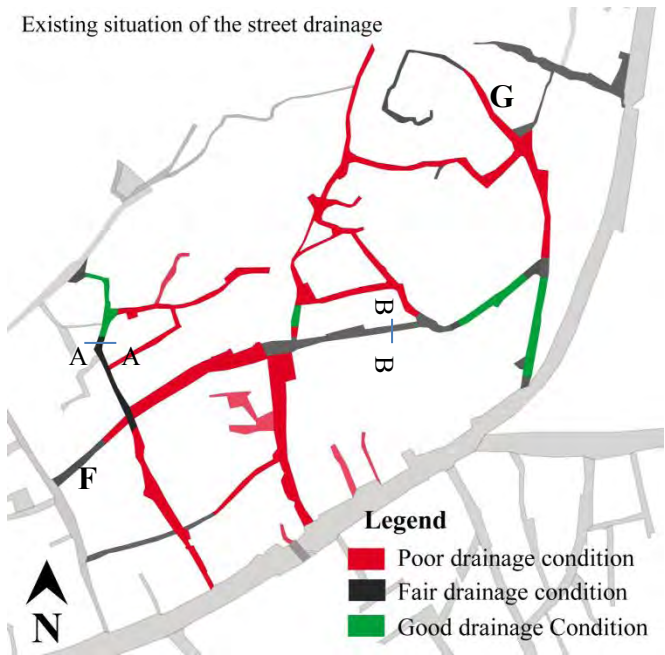 Existing situation of the street drainage
G
B
A A
B
F
Legend
Poor drainage condition
Fair drainage condition
Good drainage Condition
N